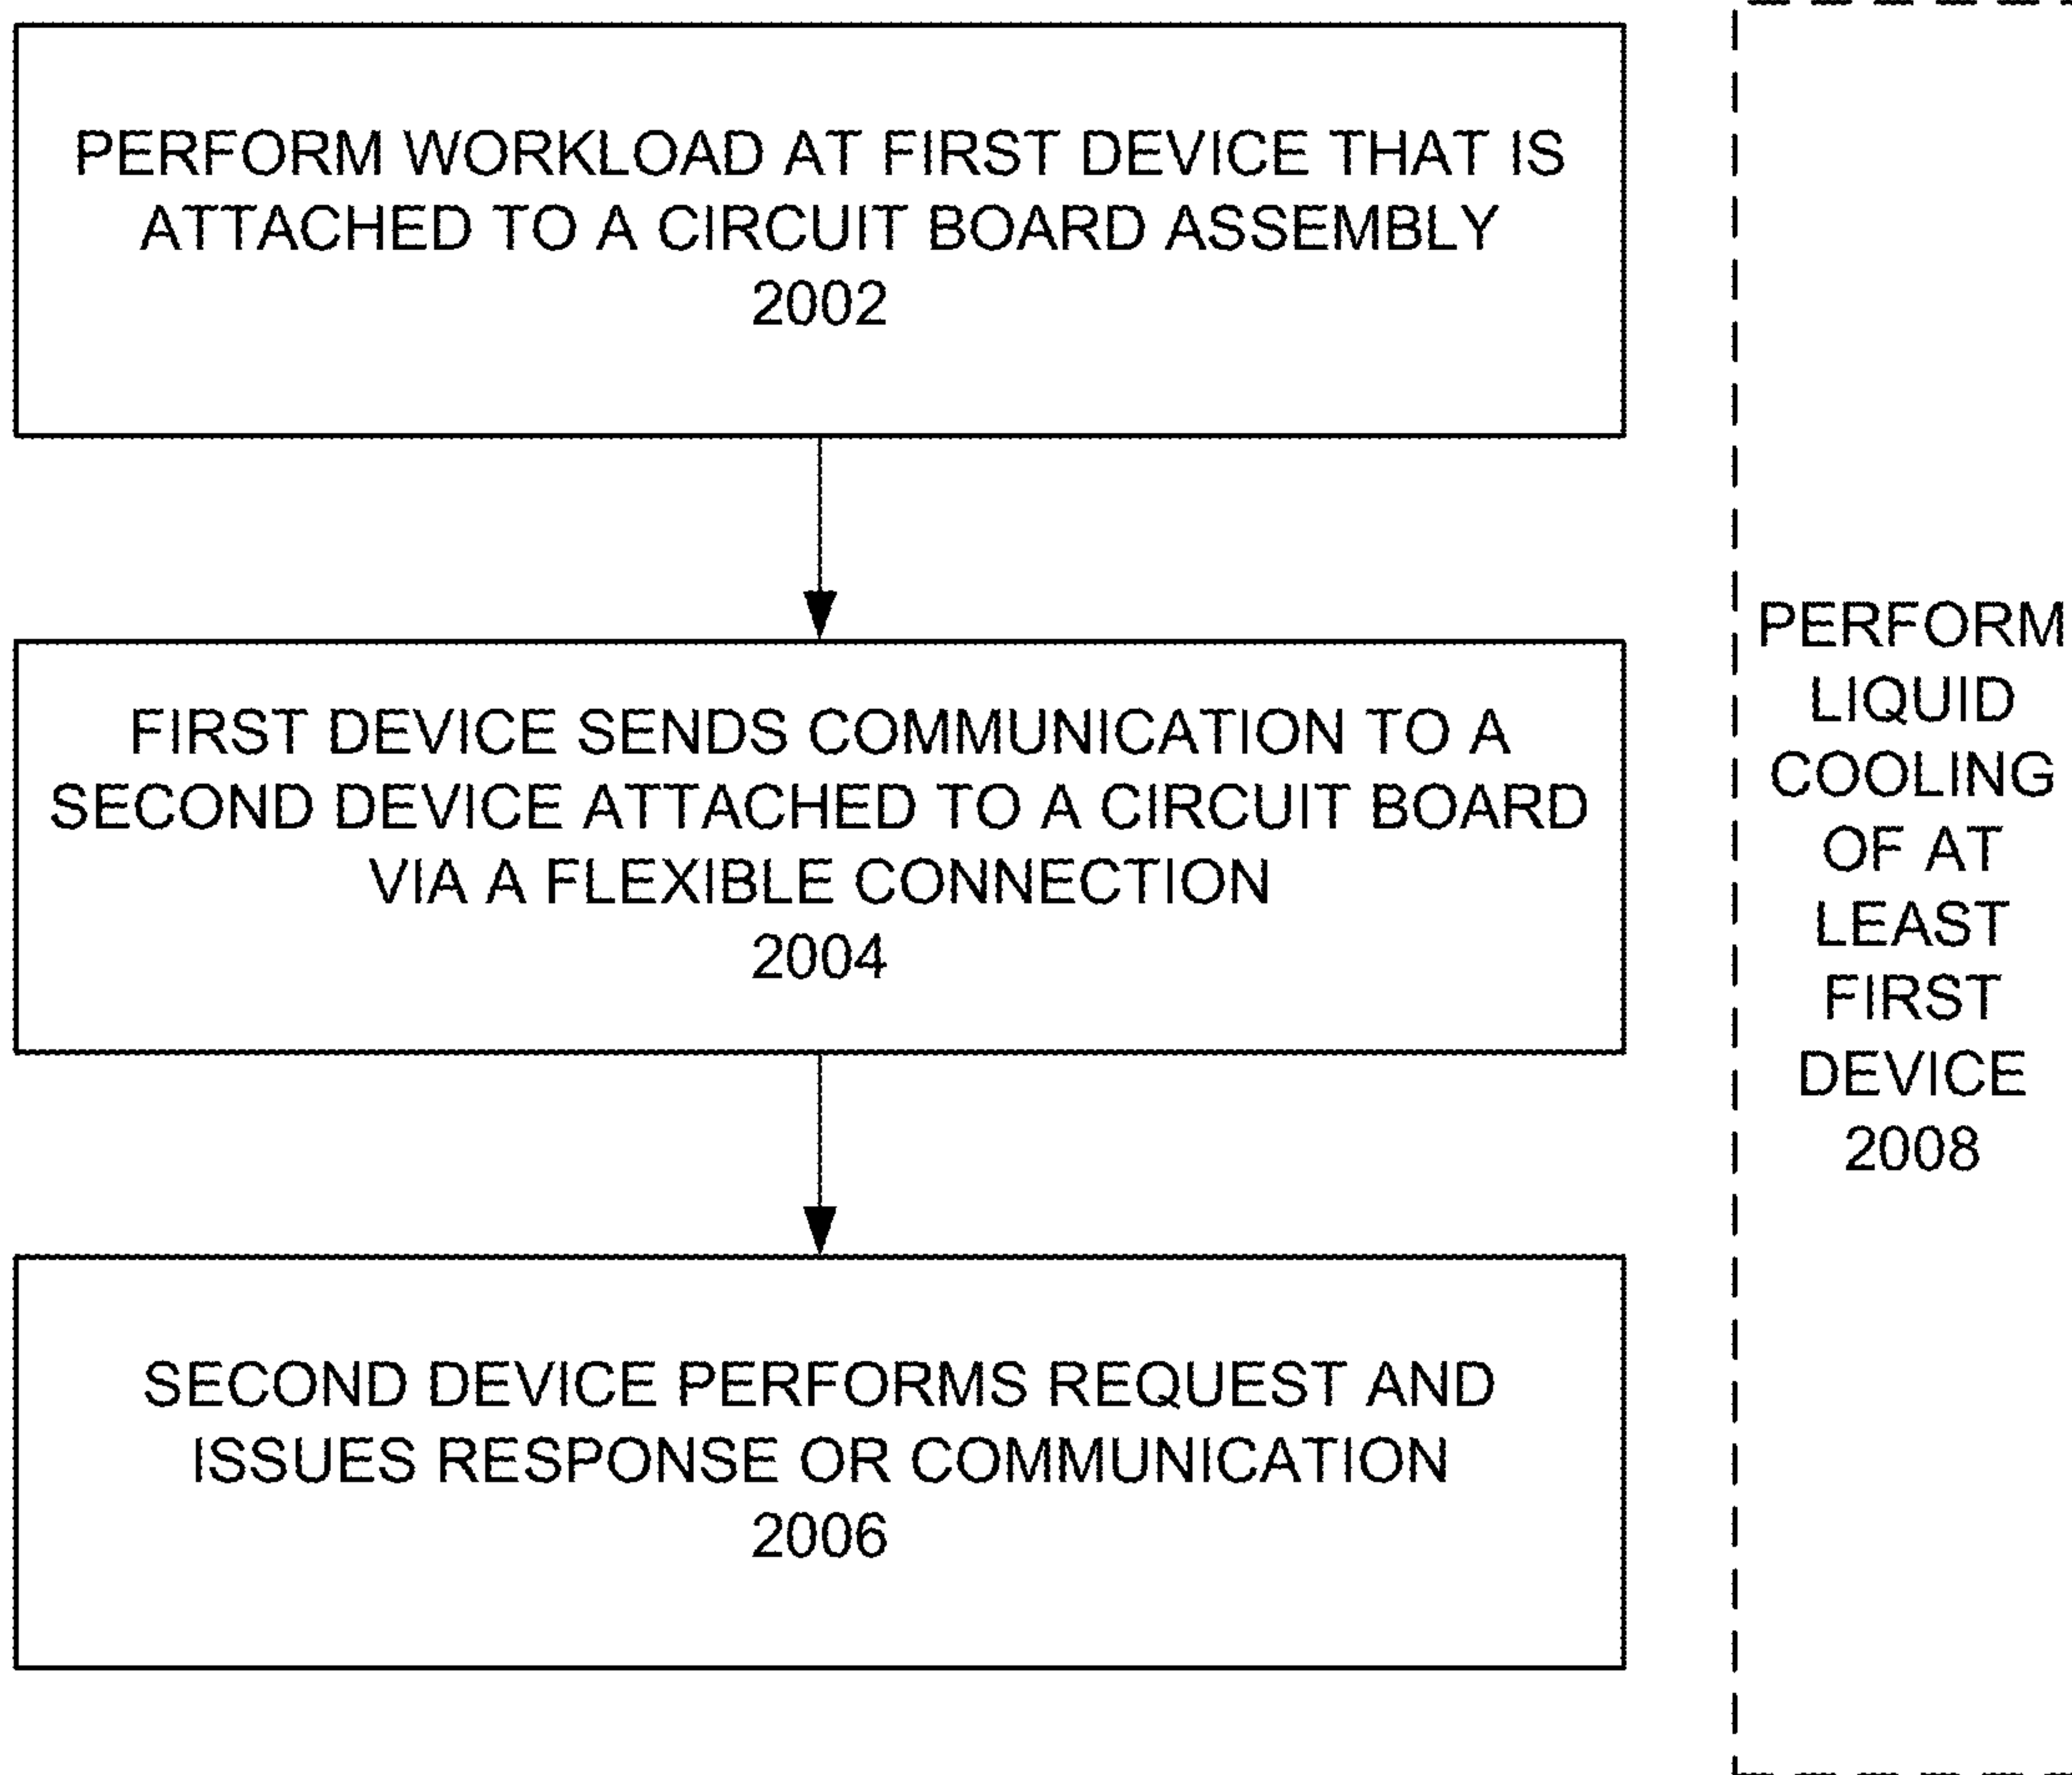 PERFORM WORKLOAD AT FIRST DEVICE THAT IS
ATTACHED TO A CIRCUIT BOARD ASSEMBLY
2002
FIRST DEVICE SENDS COMMUNICATION TO A
SECOND DEVICE ATTACHED TO A CIRCUIT BOARD
VIA A FLEXIBLE CONNECTION
2004
SECOND DEVICE PERFORMS REQUEST AND
ISSUES RESPONSE OR COMMUNICATION
2006
PERFORM
LIQUID
COOLING
OF AT
LEAST
FIRST
DEVICE
2008